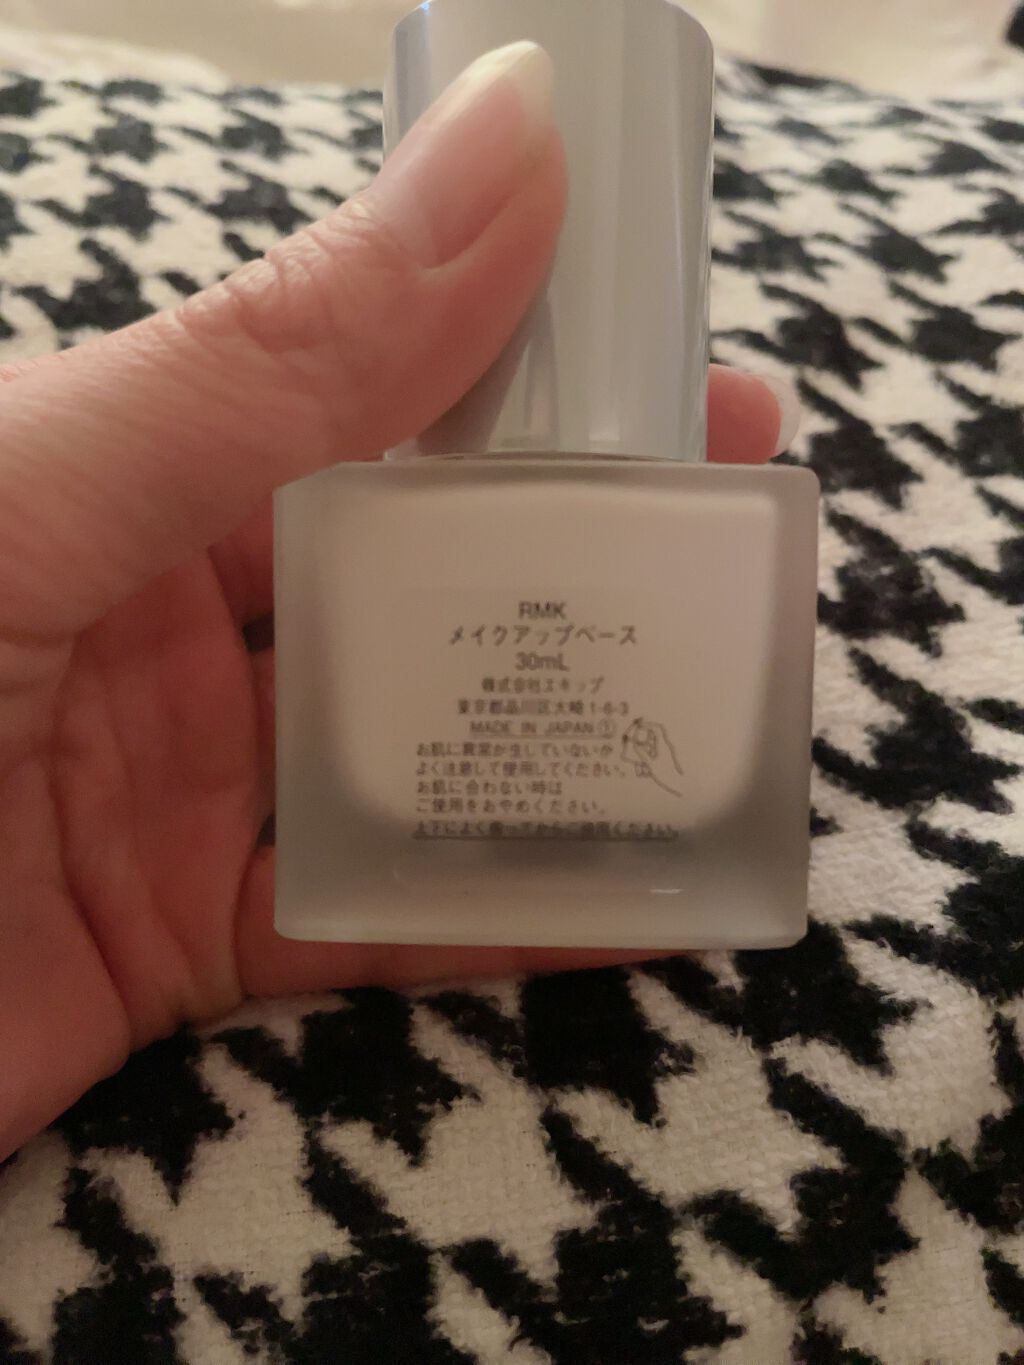 RMK
メイクアップベース
30mL
株式会社エキップ
東京都品川区大崎1-6-3
MADE IN JAPAN ①
お肌に異常が生じていないか
よく注意して使用してください。
お肌に合わない時は
ご使用をおやめください。
上下によく振ってからご使用ください。